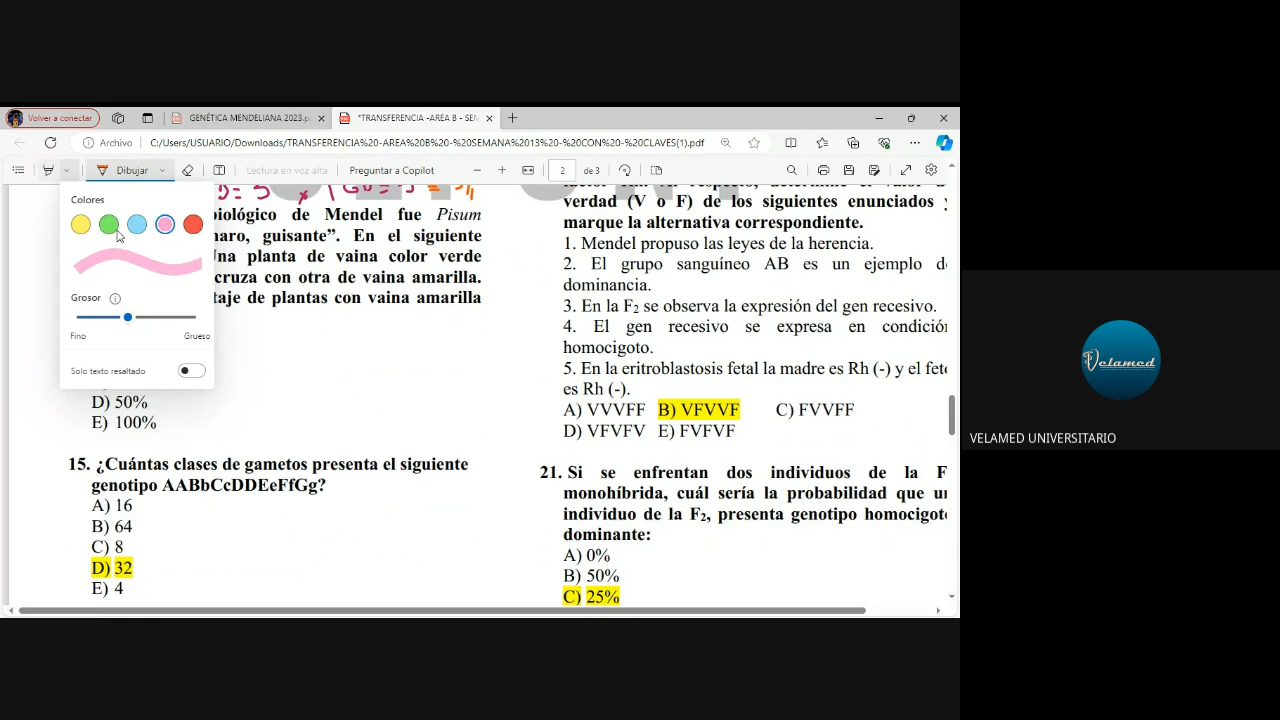 Volver a conectar
GENÉTICA MENDELIANA 2023.p
*TRANSFERENCIA -AREA B - SEM
Archivo
C:/Users/USUARIO/Downloads/TRANSFERENCIA%20-AREA%20B%20-%20SEMANA%2013%20-%20CON%20-%20CLAVES(1).pdf
Dibujar
Lectura en voz alta
Preguntar a Copilot
2 de 3
Colores
Grosor
Fino
Grueso
Solo texto resaltado
biológico de Mendel fue Pisum
guisante”. En el siguiente
planta de vaina color verde
cruza con otra de vaina amarilla.
de plantas con vaina amarilla
D) 50%
E) 100%
15. ¿Cuántas clases de gametos presenta el siguiente
genotipo AABbCcDDEeFfGg?
A) 16
B) 64
C) 8
D) 32
E) 4
verdad (V o F) de los siguientes enunciados y
marque la alternativa correspondiente.
1. Mendel propuso las leyes de la herencia.
2. El grupo sanguíneo AB es un ejemplo de
dominancia.
3. En la F₂ se observa la expresión del gen recesivo.
4. El gen recesivo se expresa en condición
homocigoto.
5. En la eritroblastosis fetal la madre es Rh (-) y el feto
es Rh (-).
A) VVVFF B) VFVVF C) FVVFF
D) VFVFV E) FVFVF
21. Si se enfrentan dos individuos de la F
monohíbrida, cuál sería la probabilidad que un
individuo de la F₂, presenta genotipo homocigoto
dominante:
A) 0%
B) 50%
C) 25%
Velamed
VELAMED UNIVERSITARIO